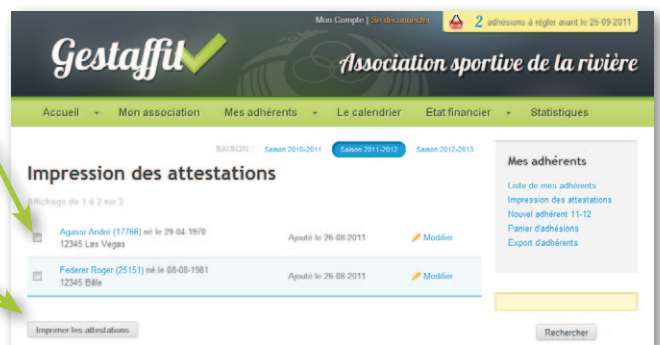 Mon Compte | Se déconnecter
2 adhésions à régler avant le 25-09-2011
Gestaffil
Association sportive de la rivière
Accueil Mon association Mes adhérents Le calendrier Etat financier Statistiques
SAISON : Saison 2010-2011 Saison 2011-2012 Saison 2012-2013
Impression des attestations
Affichage de 1 à 2 sur 2
Agassi André (17766) né le 29-04-1970
12345 Las Vegas
Ajouté le 26-08-2011
Modifier
Federer Roger (25151) né le 08-08-1981
12345 Bâle
Ajouté le 26-08-2011
Modifier
Imprimer les attestations
Mes adhérents
Liste de mes adhérents
Impression des attestations
Nouvel adhérent 11-12
Panier d'adhésions
Export d'adhérents
Rechercher